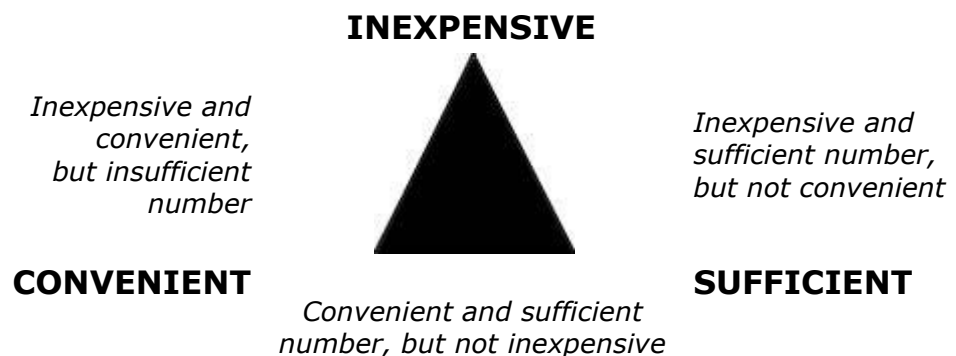 INEXPENSIVE
Inexpensive and
convenient,
but insufficient
number
Inexpensive and
sufficient number,
but not convenient
CONVENIENT
SUFFICIENT
Convenient and sufficient
number, but not inexpensive